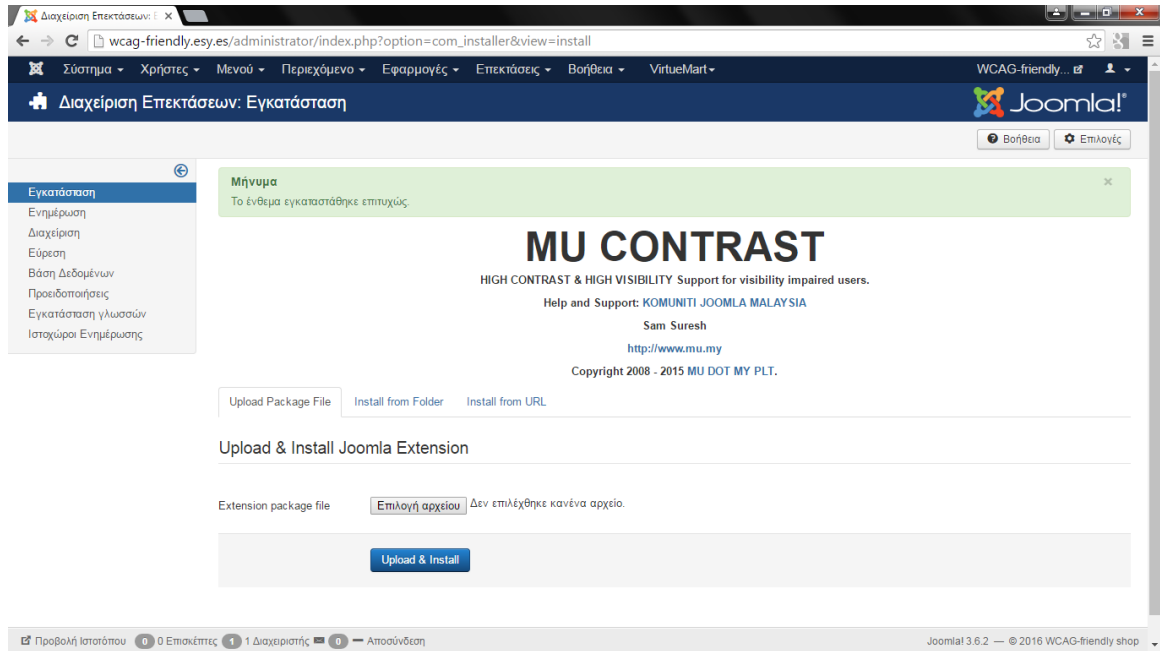 Διαχείριση Επεκτάσεων: Ε
wcag-friendly.esy.es/administrator/index.php?option=com_installer&view=install
Σύστημα Χρήστες Μενού Περιεχόμενο Εφαρμογές Επεκτάσεις Βοήθεια VirtueMart WCAG-friendly...
Διαχείριση Επεκτάσεων: Εγκατάσταση Joomla!®
Βοήθεια Επιλογές
Εγκατάσταση
Ενημέρωση
Διαχείριση
Εύρεση
Βάση Δεδομένων
Προειδοποιήσεις
Εγκατάσταση γλωσσών
Ιστοχώροι Ενημέρωσης
Μήνυμα ×
Το ένθεμα εγκαταστάθηκε επιτυχώς.
MU CONTRAST
HIGH CONTRAST & HIGH VISIBILITY Support for visibility impaired users.
Help and Support: KOMUNITI JOOMLA MALAYSIA
Sam Suresh
http://www.mu.my
Copyright 2008 - 2015 MU DOT MY PLT.
Upload Package File Install from Folder Install from URL
Upload & Install Joomla Extension
Extension package file Επιλογή αρχείου Δεν επιλέχθηκε κανένα αρχείο.
Upload & Install
Προβολή Ιστοτόπου 0 0 Επισκέπτες 1 1 Διαχειριστής 0 Αποσύνδεση Joomla! 3.6.2 — © 2016 WCAG-friendly shop